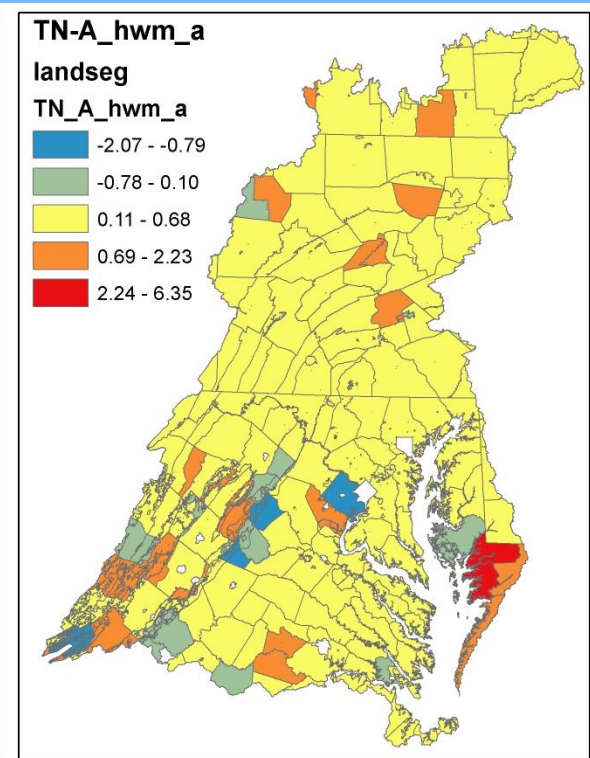 TN-A_hwm_a
landseg
TN_A_hwm_a
-2.07 - -0.79
-0.78 - 0.10
0.11 - 0.68
0.69 - 2.23
2.24 - 6.35